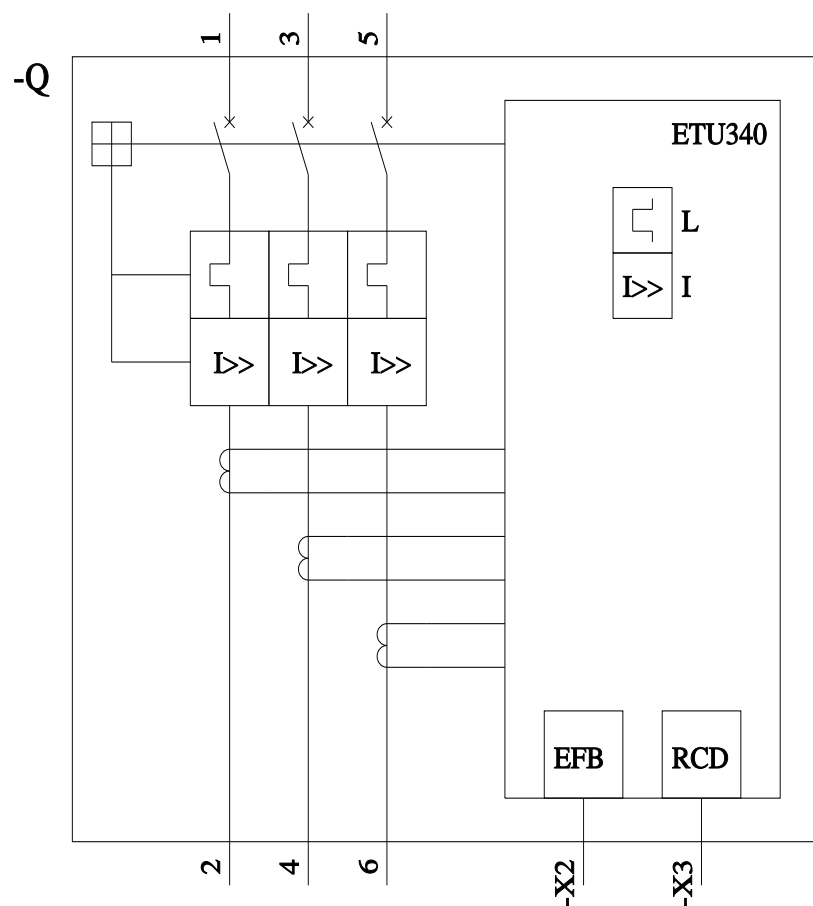 1 3 5
-Q
ETU340
L
I>> I
I>> I>> I>>
EFB RCD
2 4 6 -X2 -X3